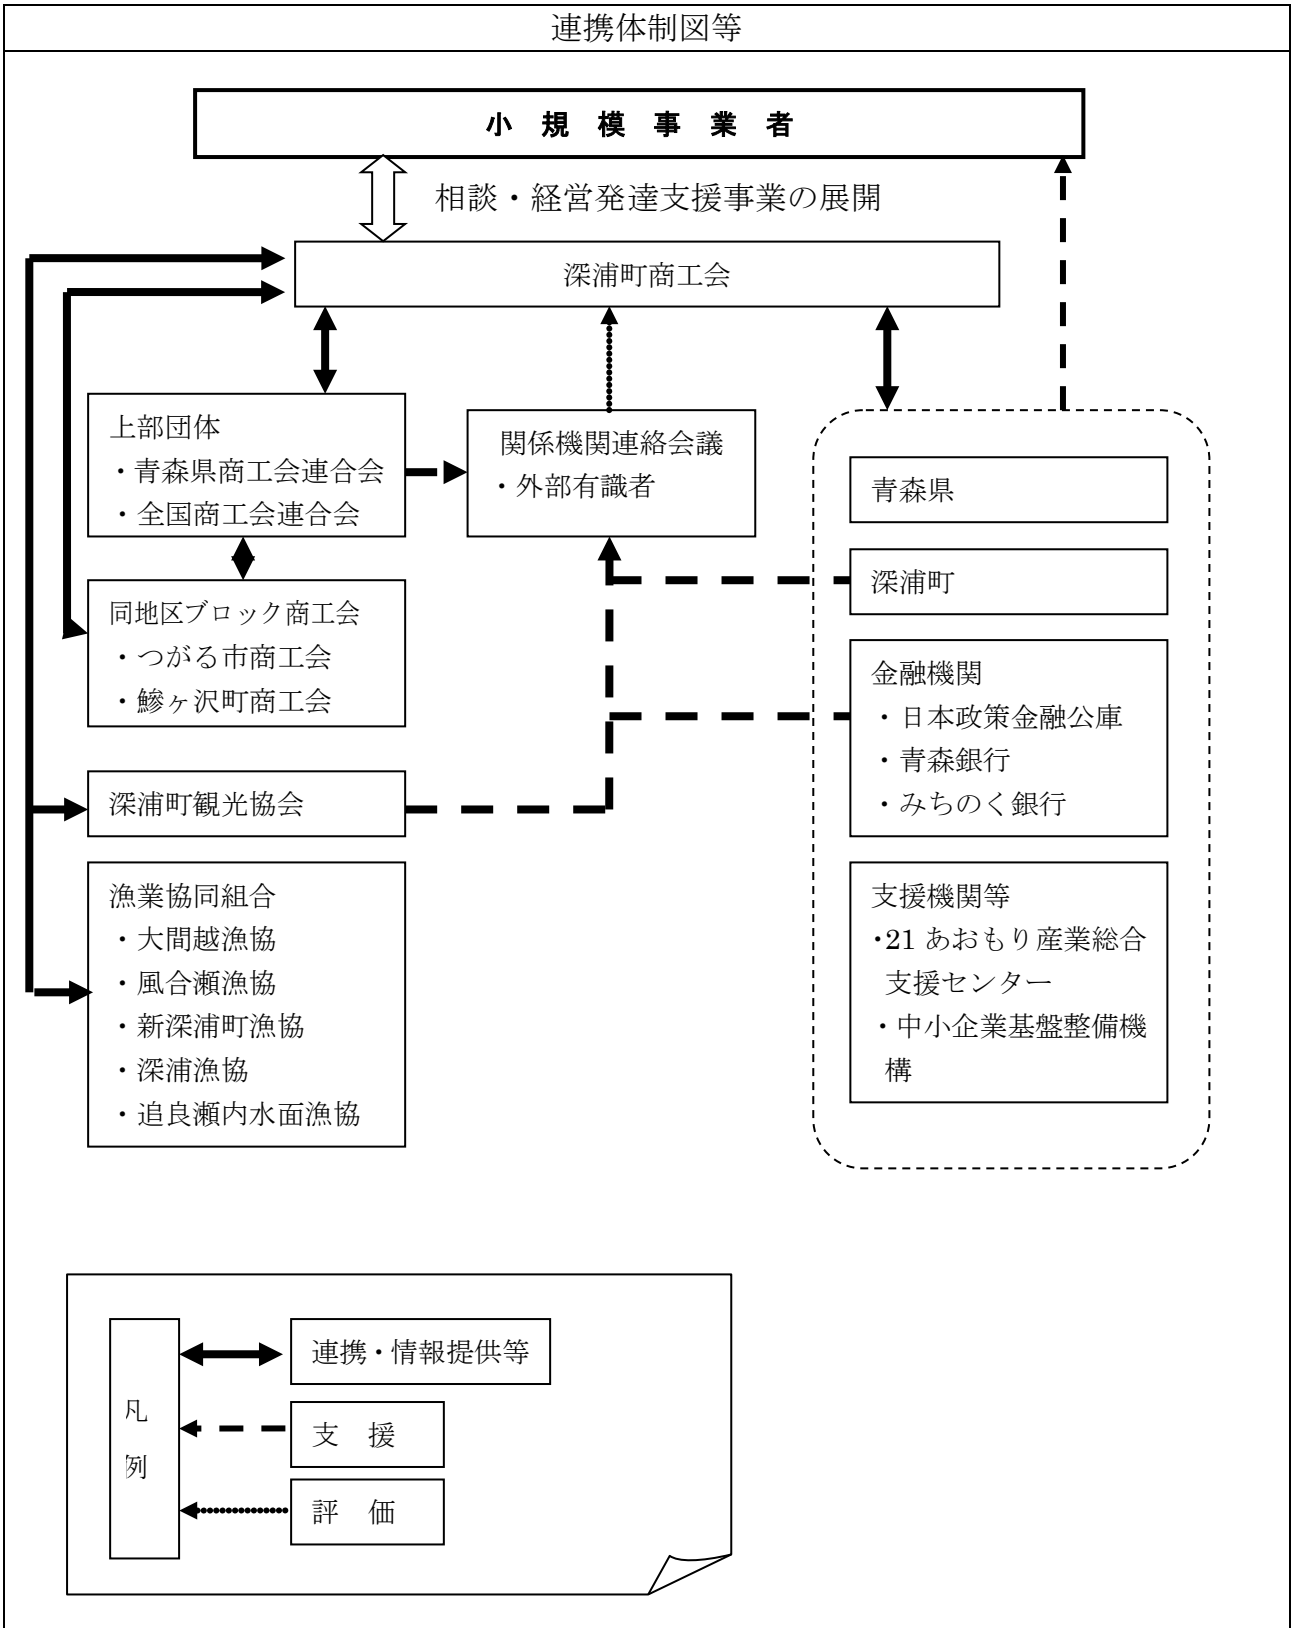 連携体制図等
小 規 模 事 業 者
相談・経営発達支援事業の展開
深浦町商工会
上部団体
・青森県商工会連合会
・全国商工会連合会
関係機関連絡会議
・外部有識者
同地区ブロック商工会
・つがる市商工会
・鰺ヶ沢町商工会
深浦町観光協会
漁業協同組合
・大間越漁協
・風合瀬漁協
・新深浦町漁協
・深浦漁協
・追良瀬内水面漁協
青森県
深浦町
金融機関
・日本政策金融公庫
・青森銀行
・みちのく銀行
支援機関等
・21 あおもり産業総合
支援センター
・中小企業基盤整備機
構
凡
例
連携・情報提供等
支 援
評 価